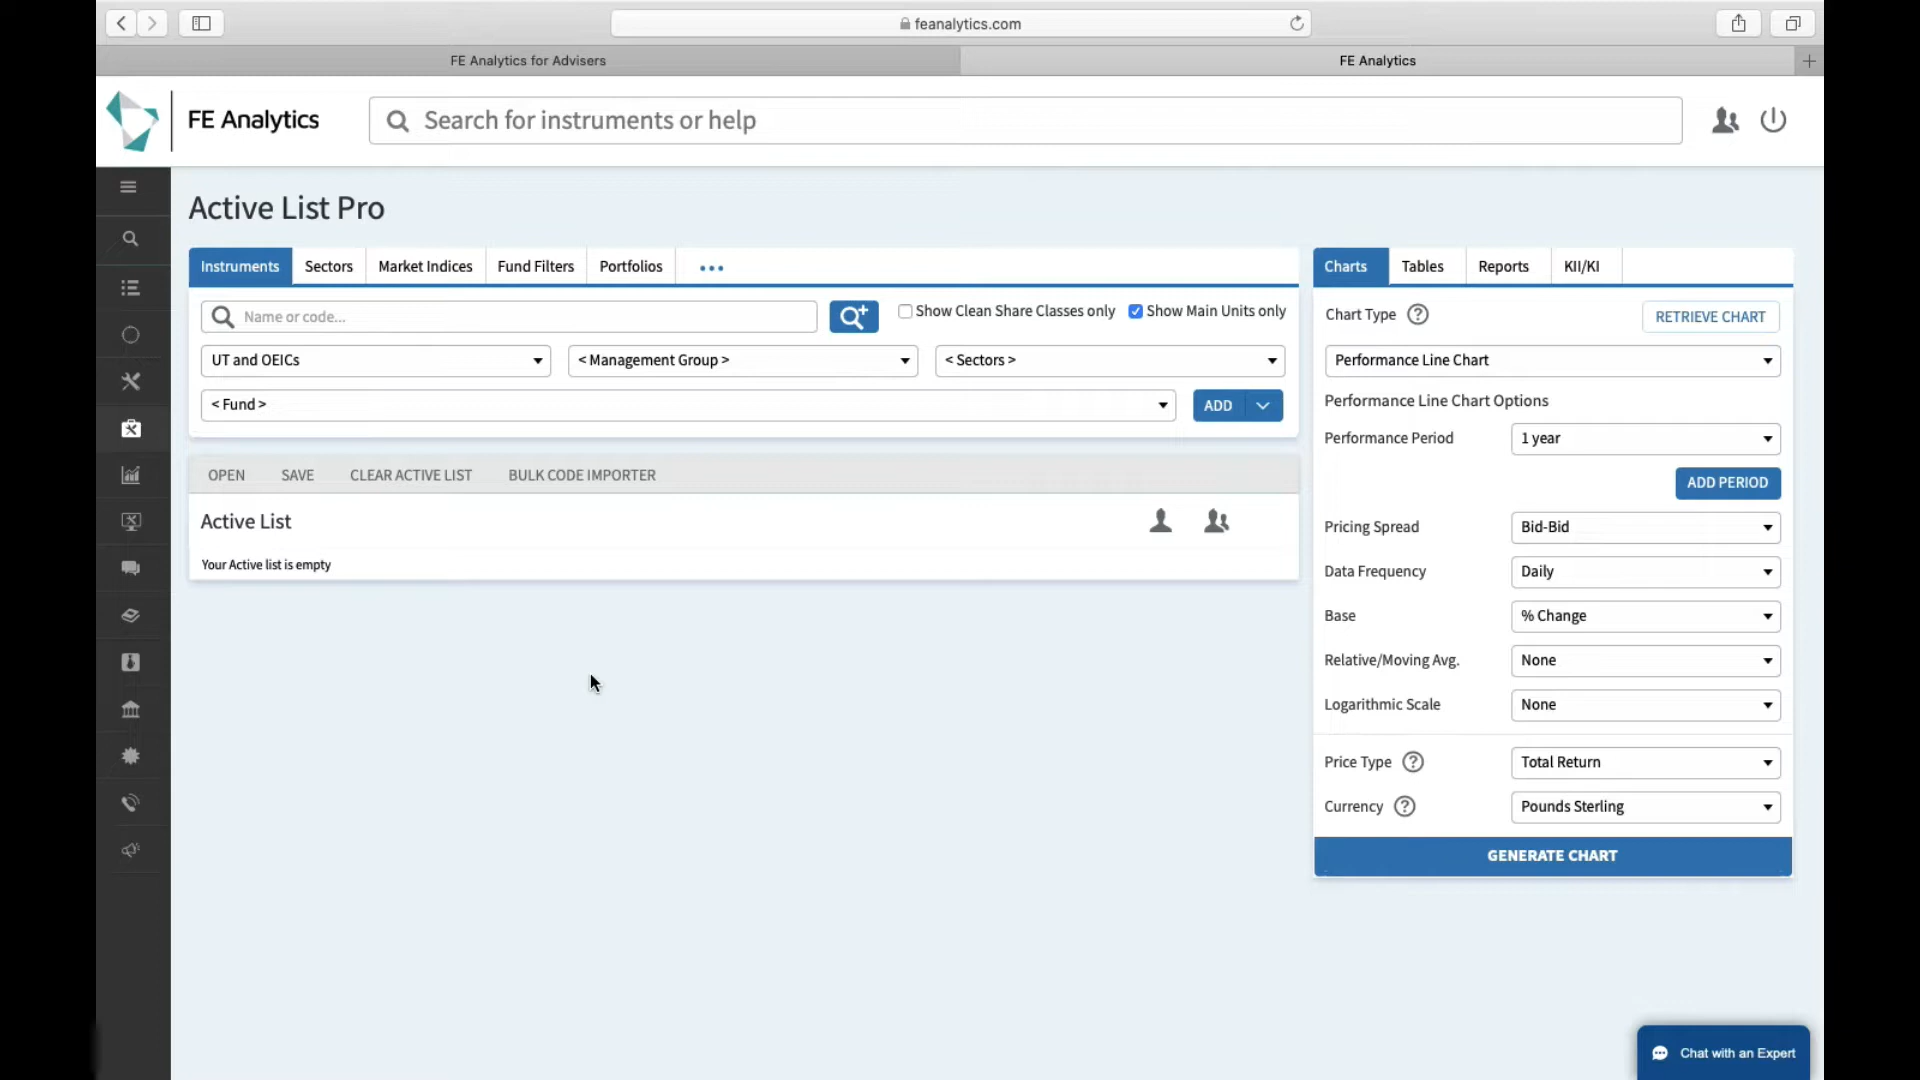 feanalytics.com
FE Analytics for Advisers
FE Analytics
FE Analytics
Search for instruments or help
Active List Pro
Instruments
Sectors
Market Indices
Fund Filters
Portfolios
Name or code...
Show Clean Share Classes only
Show Main Units only
UT and OEICs
< Management Group >
< Sectors >
< Fund >
ADD
OPEN
SAVE
CLEAR ACTIVE LIST
BULK CODE IMPORTER
Active List
Your Active list is empty
Charts
Tables
Reports
KII/KI
Chart Type ?
RETRIEVE CHART
Performance Line Chart
Performance Line Chart Options
Performance Period
1 year
ADD PERIOD
Pricing Spread
Bid-Bid
Data Frequency
Daily
Base
% Change
Relative/Moving Avg.
None
Logarithmic Scale
None
Price Type ?
Total Return
Currency ?
Pounds Sterling
GENERATE CHART
Chat with an Expert